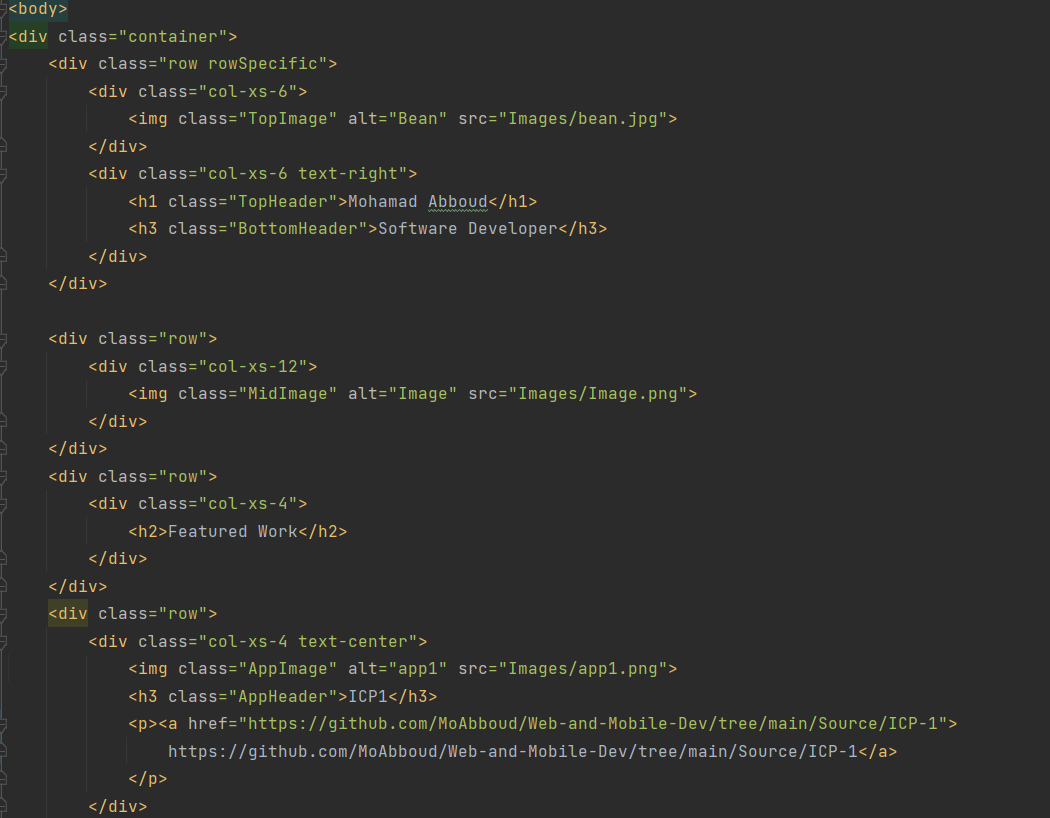 <body>
<div class="container">
    <div class="row rowSpecific">
        <div class="col-xs-6">
            <img class="TopImage" alt="Bean" src="Images/bean.jpg">
        </div>
        <div class="col-xs-6 text-right">
            <h1 class="TopHeader">Mohamad Abboud</h1>
            <h3 class="BottomHeader">Software Developer</h3>
        </div>
    </div>

    <div class="row">
        <div class="col-xs-12">
            <img class="MidImage" alt="Image" src="Images/Image.png">
        </div>
    </div>
    <div class="row">
        <div class="col-xs-4">
            <h2>Featured Work</h2>
        </div>
    </div>
    <div class="row">
        <div class="col-xs-4 text-center">
            <img class="AppImage" alt="app1" src="Images/app1.png">
            <h3 class="AppHeader">ICP1</h3>
            <p><a href="https://github.com/MoAbboud/Web-and-Mobile-Dev/tree/main/Source/ICP-1">
                https://github.com/MoAbboud/Web-and-Mobile-Dev/tree/main/Source/ICP-1</a>
            </p>
        </div>